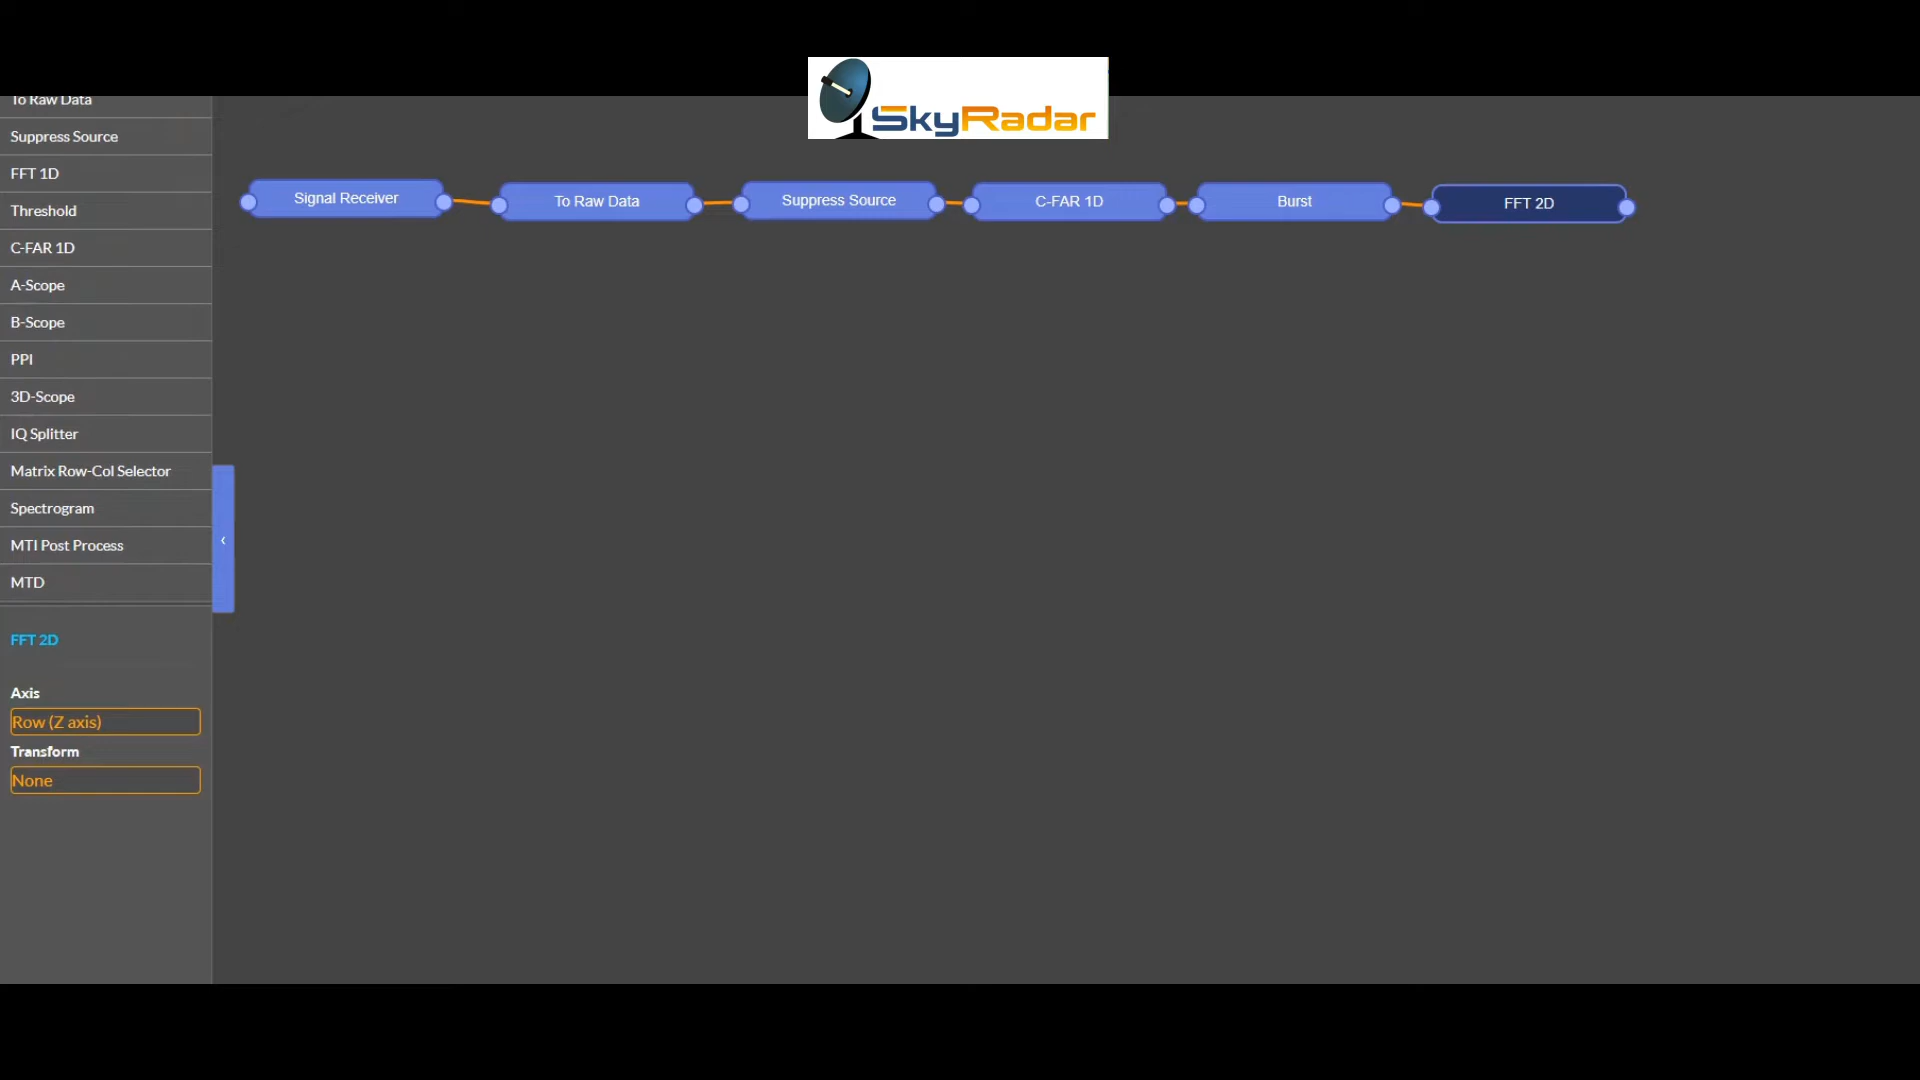 SkyRadar
To Raw Data
Suppress Source
FFT 1D
Threshold
C-FAR 1D
A-Scope
B-Scope
PPI
3D-Scope
IQ Splitter
Matrix Row-Col Selector
Spectrogram
MTI Post Process
MTD
FFT 2D
Axis
Row (Z axis)
Transform
None
Signal Receiver
To Raw Data
Suppress Source
C-FAR 1D
Burst
FFT 2D